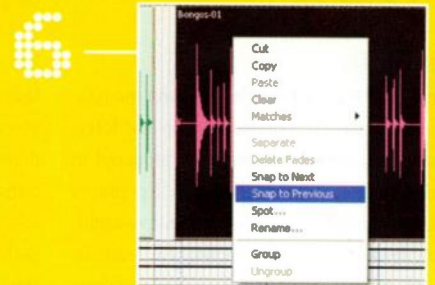 6
Bongos-01
Cut
Copy
Paste
Clear
Matches
Separate
Delete Fades
Snap to Next
Snap to Previous
Spot...
Rename...
Group
Ungroup